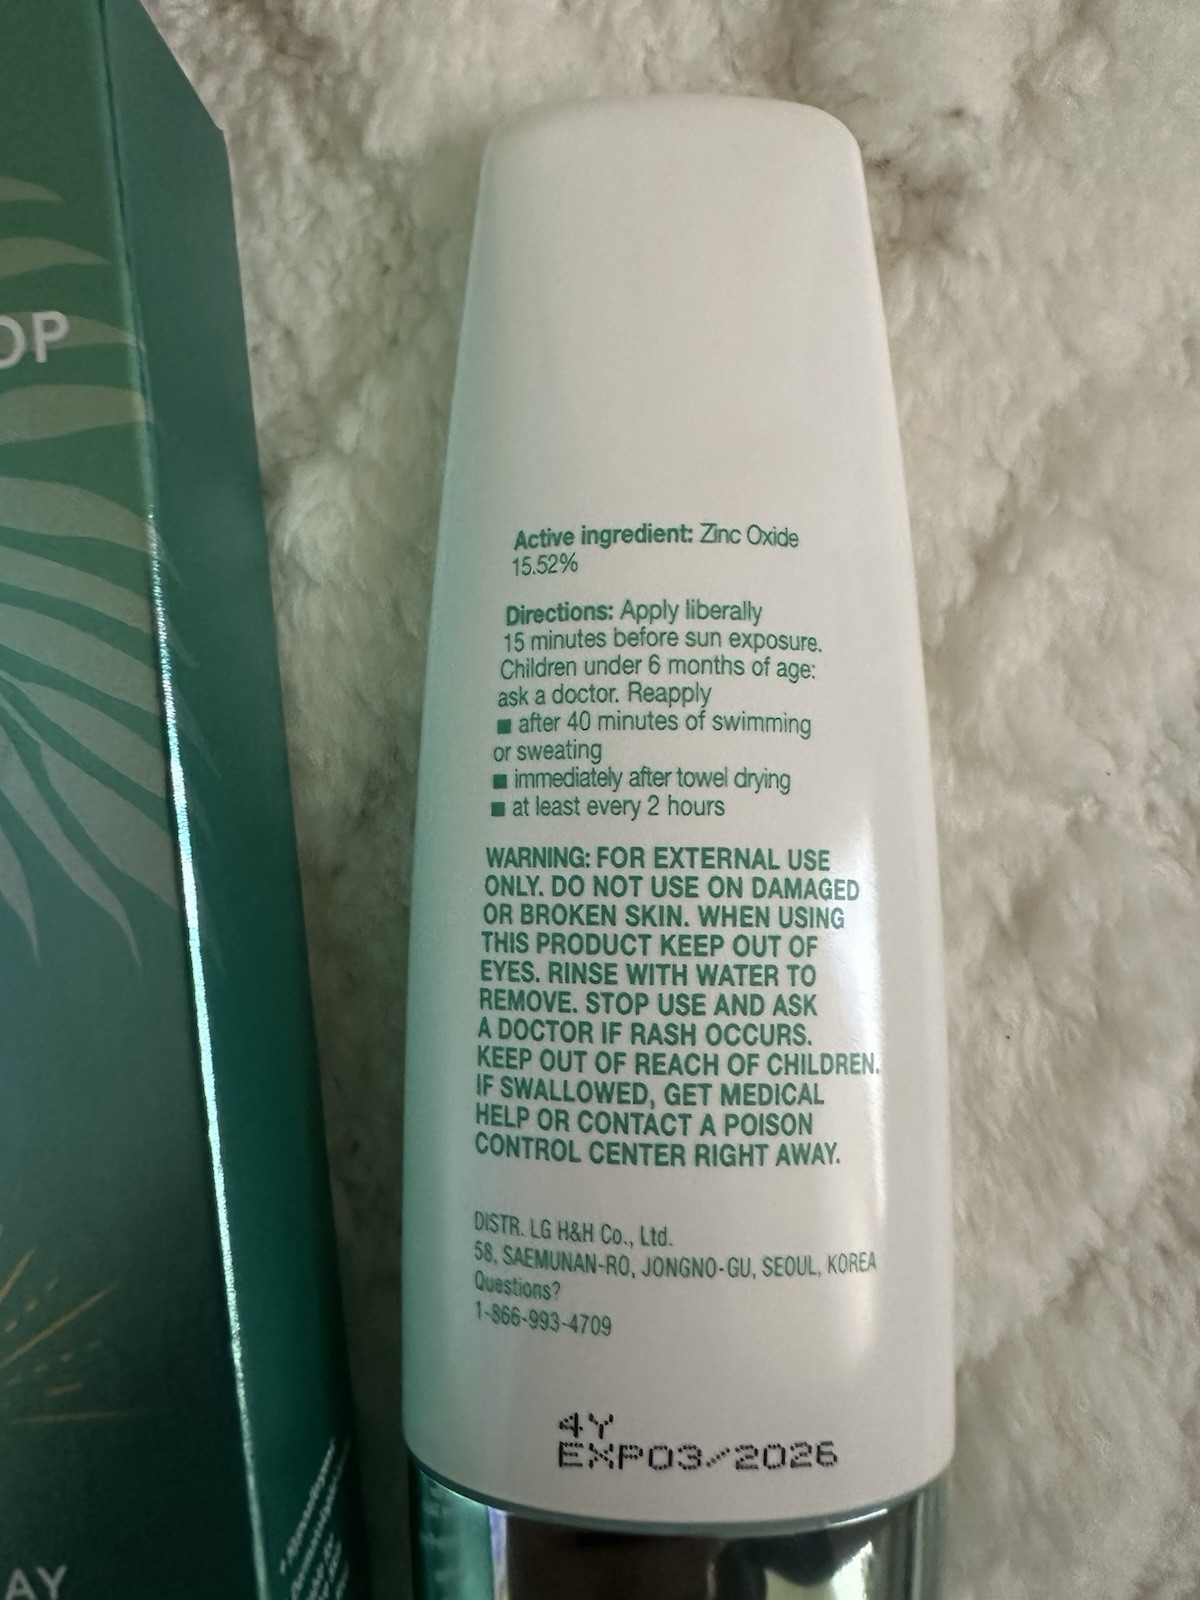 OP
Active ingredient: Zinc Oxide
15.52%
Directions: Apply liberally
15 minutes before sun exposure.
Children under 6 months of age:
ask a doctor. Reapply
■ after 40 minutes of swimming
or sweating
■ immediately after towel drying
■ at least every 2 hours
WARNING: FOR EXTERNAL USE
ONLY. DO NOT USE ON DAMAGED
OR BROKEN SKIN. WHEN USING
THIS PRODUCT KEEP OUT OF
EYES. RINSE WITH WATER TO
REMOVE. STOP USE AND ASK
A DOCTOR IF RASH OCCURS.
KEEP OUT OF REACH OF CHILDREN.
IF SWALLOWED, GET MEDICAL
HELP OR CONTACT A POISON
CONTROL CENTER RIGHT AWAY.
DISTR. LG H&H Co., Ltd.
58, SAEMUNAN-RO, JONGNO-GU, SEOUL, KOREA
Questions?
1-866-993-4709
4Y
EXP03/2026
AY